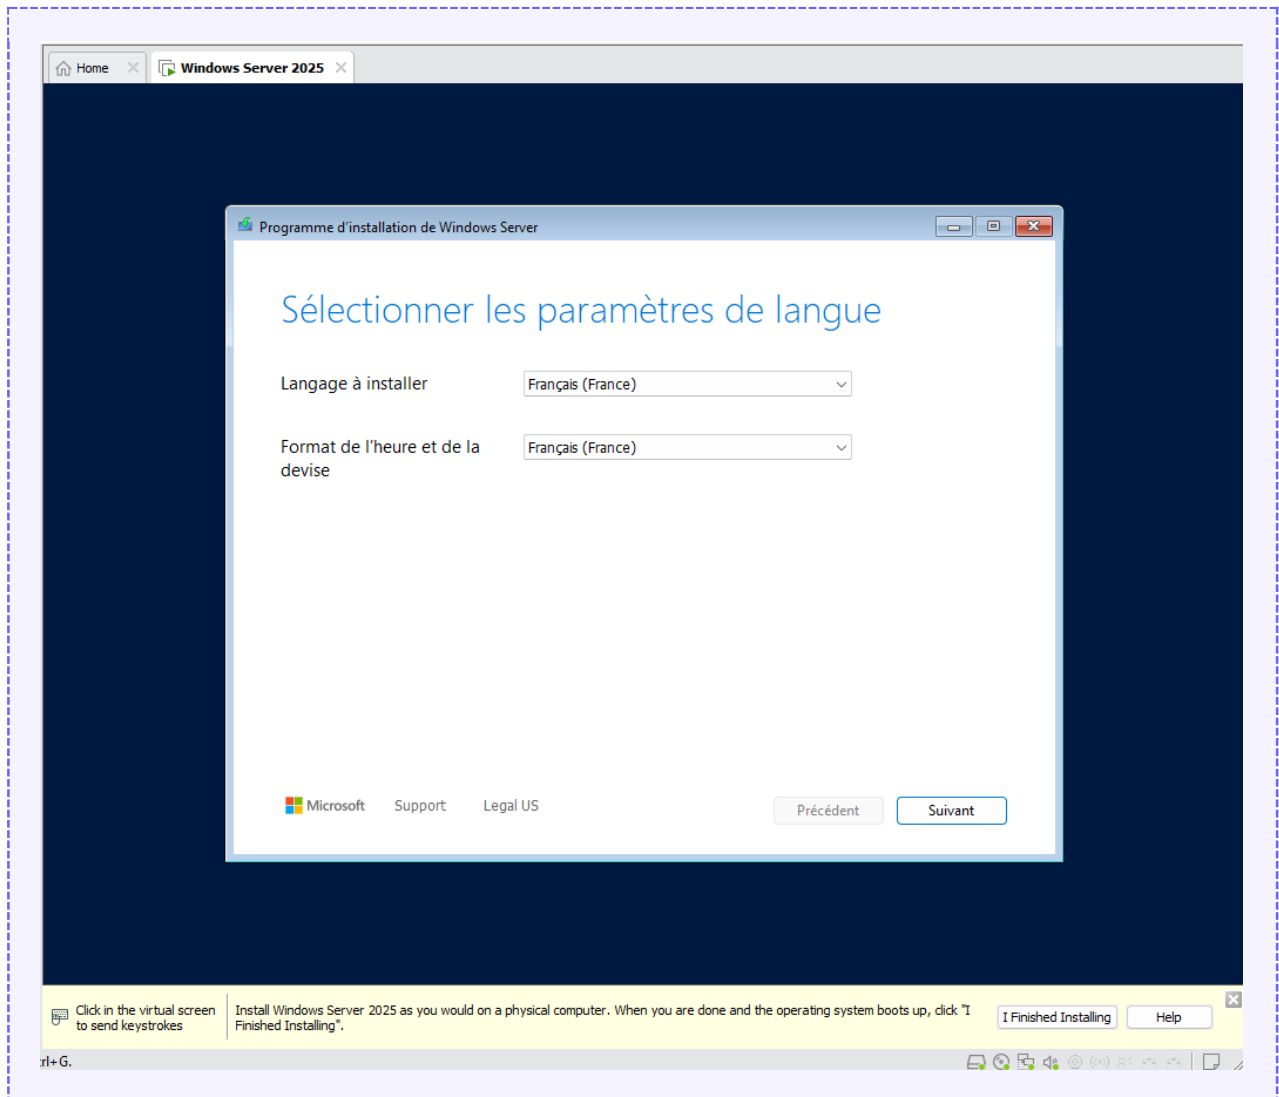 Home
Windows Server 2025
Programme d'installation de Windows Server
Sélectionner les paramètres de langue
Langage à installer
Français (France)
Format de l'heure et de la
devise
Français (France)
Microsoft
Support
Legal US
Précédent
Suivant
Click in the virtual screen
to send keystrokes
Install Windows Server 2025 as you would on a physical computer. When you are done and the operating system boots up, click "I
Finished Installing".
I Finished Installing
Help
rl+G.